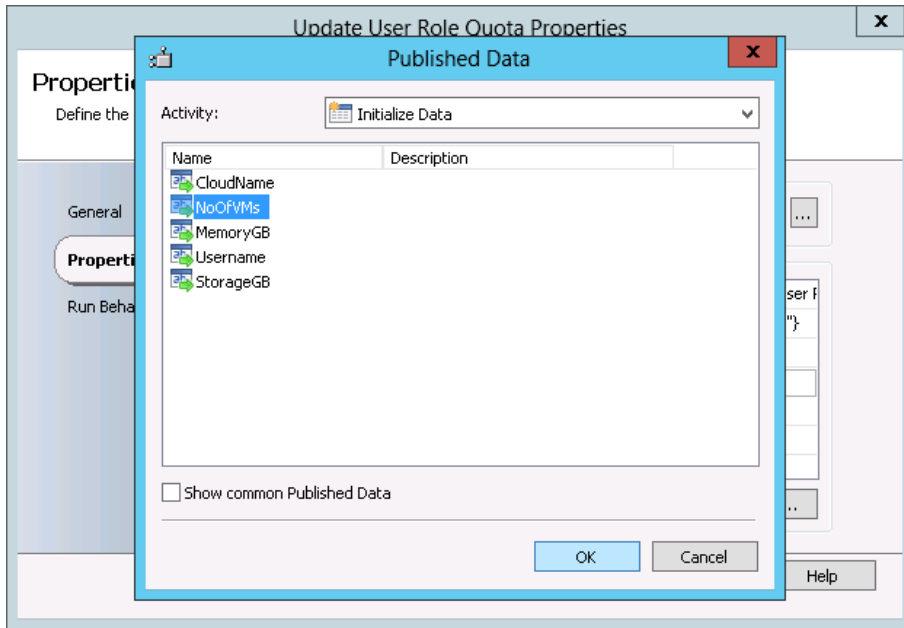 Update User Role Quota Properties
x
Published Data
x
Properti
Define the
General
Properti
Run Beha
Activity:
Initialize Data
Name Description
CloudName
NoOfVMs
MemoryGB
Username
StorageGB
Show common Published Data
OK Cancel
...
ser
"}
..
Help